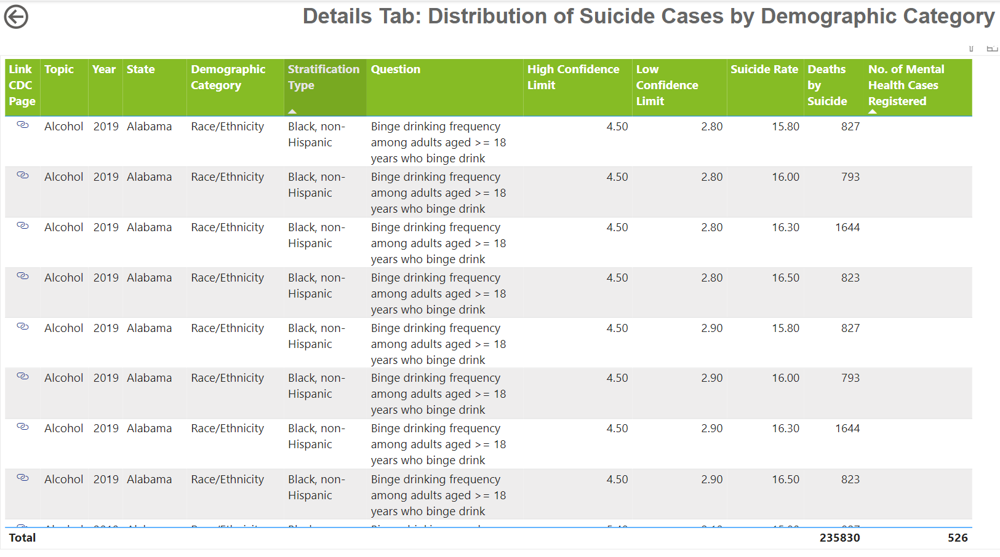 Details Tab: Distribution of Suicide Cases by Demographic Category
Link CDC Page Topic Year State Demographic Category Stratification Type Question High Confidence Limit Low Confidence Limit Suicide Rate Deaths by Suicide No. of Mental Health Cases Registered
Alcohol 2019 Alabama Race/Ethnicity Black, non- Binge drinking frequency 4.50 2.80 15.80 827
Hispanic among adults aged >= 18
years who binge drink
Alcohol 2019 Alabama Race/Ethnicity Black, non- Binge drinking frequency 4.50 2.80 16.00 793
Hispanic among adults aged >= 18
years who binge drink
Alcohol 2019 Alabama Race/Ethnicity Black, non- Binge drinking frequency 4.50 2.80 16.30 1644
Hispanic among adults aged >= 18
years who binge drink
Alcohol 2019 Alabama Race/Ethnicity Black, non- Binge drinking frequency 4.50 2.80 16.50 823
Hispanic among adults aged >= 18
years who binge drink
Alcohol 2019 Alabama Race/Ethnicity Black, non- Binge drinking frequency 4.50 2.90 15.80 827
Hispanic among adults aged >= 18
years who binge drink
Alcohol 2019 Alabama Race/Ethnicity Black, non- Binge drinking frequency 4.50 2.90 16.00 793
Hispanic among adults aged >= 18
years who binge drink
Alcohol 2019 Alabama Race/Ethnicity Black, non- Binge drinking frequency 4.50 2.90 16.30 1644
Hispanic among adults aged >= 18
years who binge drink
Alcohol 2019 Alabama Race/Ethnicity Black, non- Binge drinking frequency 4.50 2.90 16.50 823
Hispanic among adults aged >= 18
years who binge drink
Total 235830 526